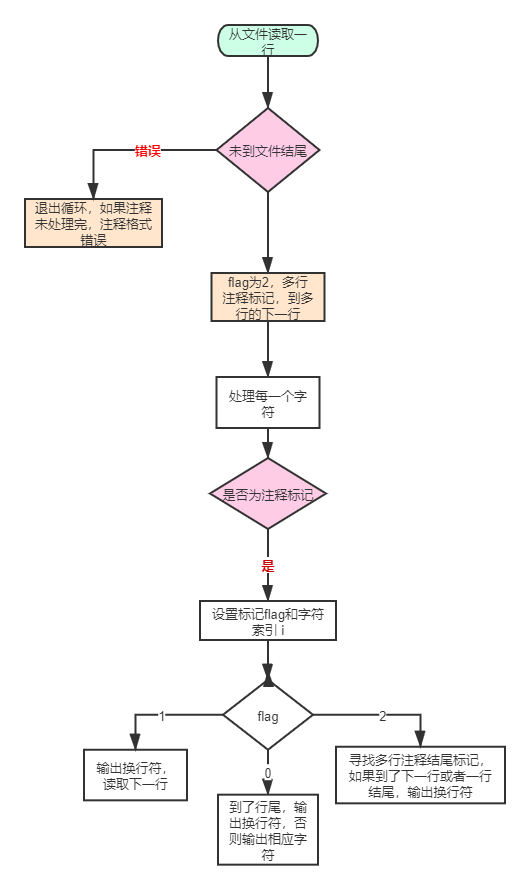 从文件读取一
行
未到文件结尾
错误
退出循环，如果注释
未处理完，注释格式
错误
flag为2，多行
注释标记，到多
行的下一行
处理每一个字
符
是否为注释标记
是
设置标记flag和字符
索引 i
flag
1
2
0
输出换行符，
读取下一行
到了行尾，输
出换行符，否
则输出相应字
符
寻找多行注释结尾标记，
如果到了下一行或者一行
结尾，输出换行符